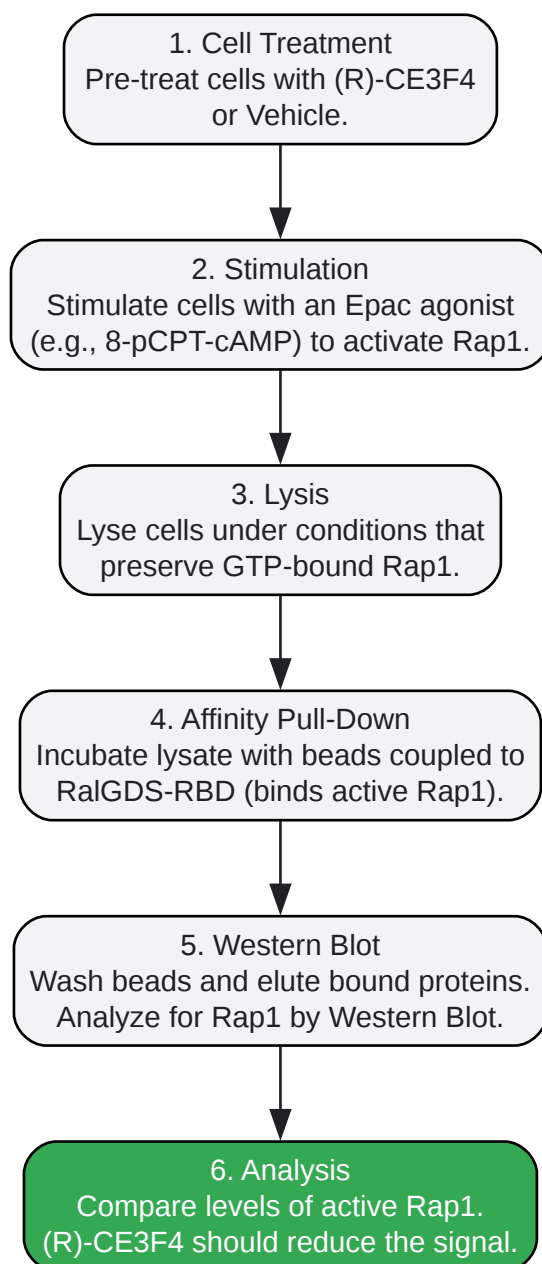 1. Cell Treatment
Pre-treat cells with (R)-CE3F4
or Vehicle.
2. Stimulation
Stimulate cells with an Epac agonist
(e.g., 8-pCPT-cAMP) to activate Rap1.
3. Lysis
Lyse cells under conditions that
preserve GTP-bound Rap1.
4. Affinity Pull-Down
Incubate lysate with beads coupled to
RalGDS-RBD (binds active Rap1).
5. Western Blot
Wash beads and elute bound proteins.
Analyze for Rap1 by Western Blot.
6. Analysis
Compare levels of active Rap1.
(R)-CE3F4 should reduce the signal.